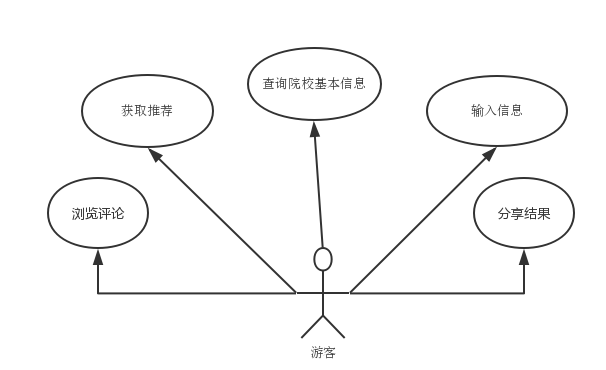 查询院校基本信息
获取推荐
输入信息
浏览评论
分享结果
游客